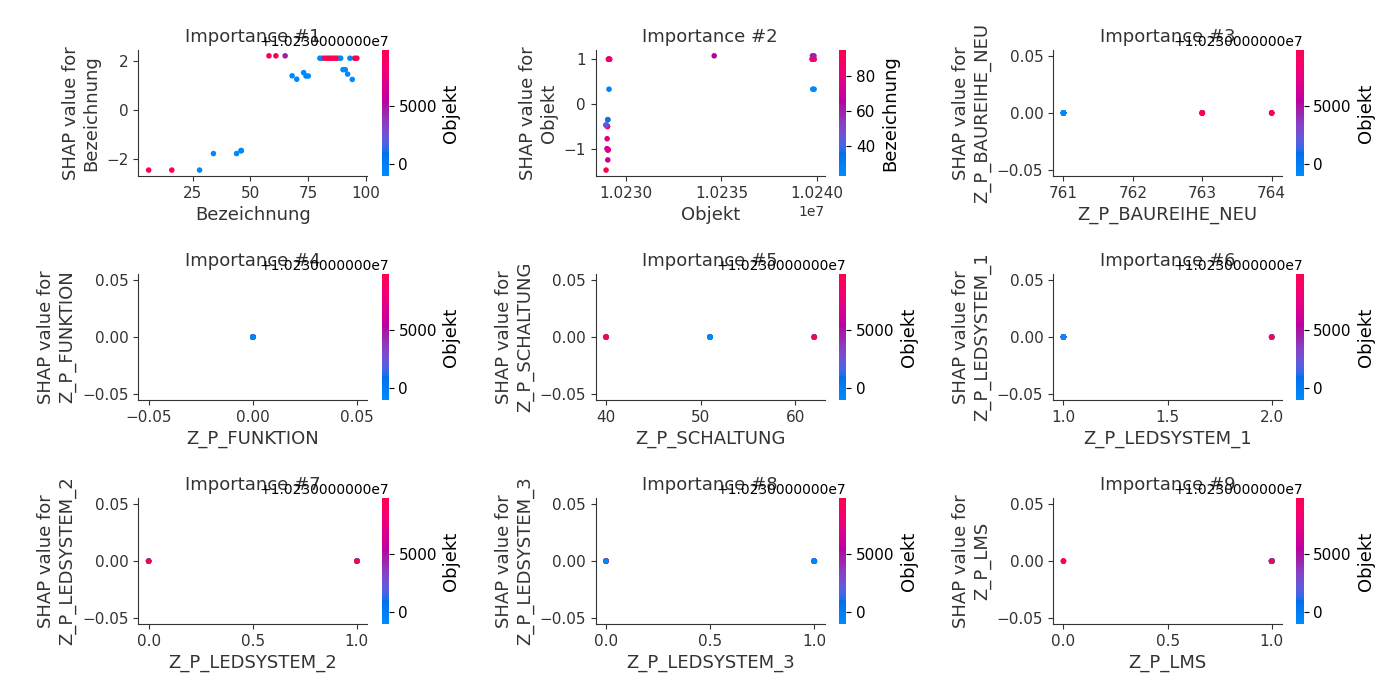 Importance #1
+1.0230000000e7
SHAP value for
Bezeichnung
2
0
−2
25
50
75
100
Bezeichnung
5000
0
Objekt
Importance #2
SHAP value for
Objekt
1
0
−1
1.0230
1.0235
1.0240
1e7
Objekt
80
60
40
Bezeichnung
Importance #3
+1.0230000000e7
SHAP value for
Z_P_BAUREIHE_NEU
0.05
0.00
−0.05
761
762
763
764
Z_P_BAUREIHE_NEU
5000
0
Objekt
Importance #4
+1.0230000000e7
SHAP value for
Z_P_FUNKTION
0.05
0.00
−0.05
−0.05
0.00
0.05
Z_P_FUNKTION
5000
0
Objekt
Importance #5
+1.0230000000e7
SHAP value for
Z_P_SCHALTUNG
0.05
0.00
−0.05
40
50
60
Z_P_SCHALTUNG
5000
0
Objekt
Importance #6
+1.0230000000e7
SHAP value for
Z_P_LEDSYSTEM_1
0.05
0.00
−0.05
1.0
1.5
2.0
Z_P_LEDSYSTEM_1
5000
0
Objekt
Importance #7
+1.0230000000e7
SHAP value for
Z_P_LEDSYSTEM_2
0.05
0.00
−0.05
0.0
0.5
1.0
Z_P_LEDSYSTEM_2
5000
0
Objekt
Importance #8
+1.0230000000e7
SHAP value for
Z_P_LEDSYSTEM_3
0.05
0.00
−0.05
0.0
0.5
1.0
Z_P_LEDSYSTEM_3
5000
0
Objekt
Importance #9
+1.0230000000e7
SHAP value for
Z_P_LMS
0.05
0.00
−0.05
0.0
0.5
1.0
Z_P_LMS
5000
0
Objekt